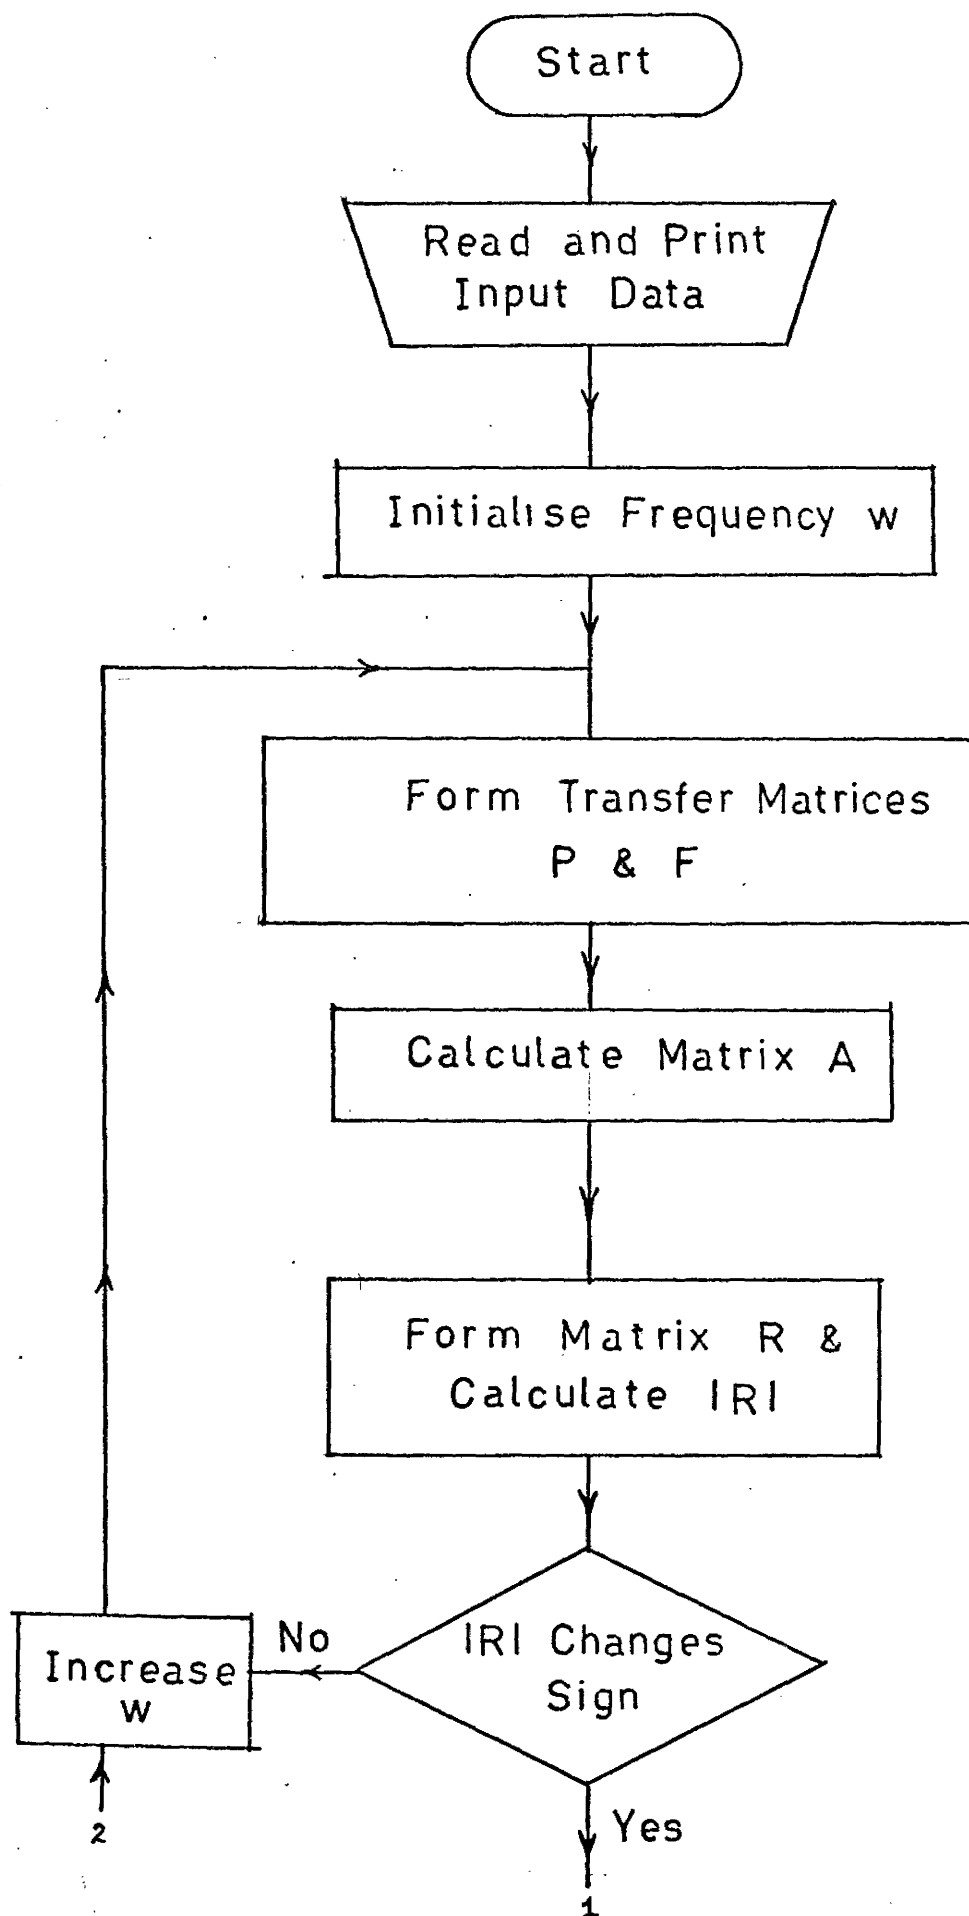 Start
Read and Print
Input Data
Initialise Frequency w
Form Transfer Matrices
P & F
Calculate Matrix A
Form Matrix R &
Calculate |R|
|R| Changes
Sign
No
Increase
w
2
Yes
1